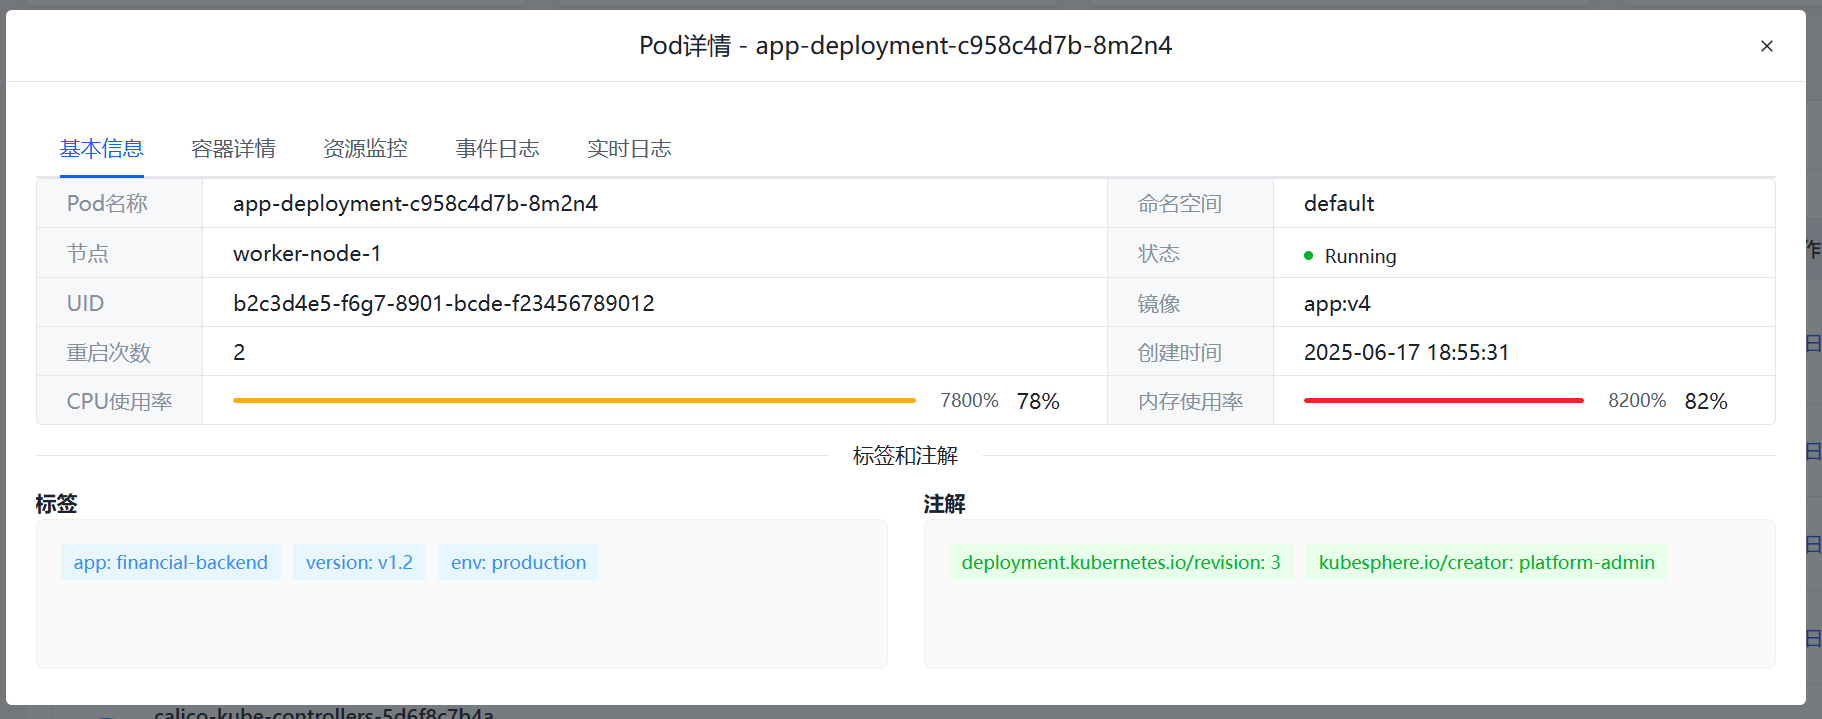 Pod详情 - app-deployment-c958c4d7b-8m2n4
基本信息 容器详情 资源监控 事件日志 实时日志
Pod名称 app-deployment-c958c4d7b-8m2n4 命名空间 default
节点 worker-node-1 状态 Running
UID b2c3d4e5-f6g7-8901-bcde-f23456789012 镜像 app:v4
重启次数 2 创建时间 2025-06-17 18:55:31
CPU使用率 7800% 78% 内存使用率 8200% 82%
标签和注解
标签 注解
app: financial-backend version: v1.2 env: production deployment.kubernetes.io/revision: 3 kubesphere.io/creator: platform-admin
calico-kube-controllers-5d6f8c7b4a